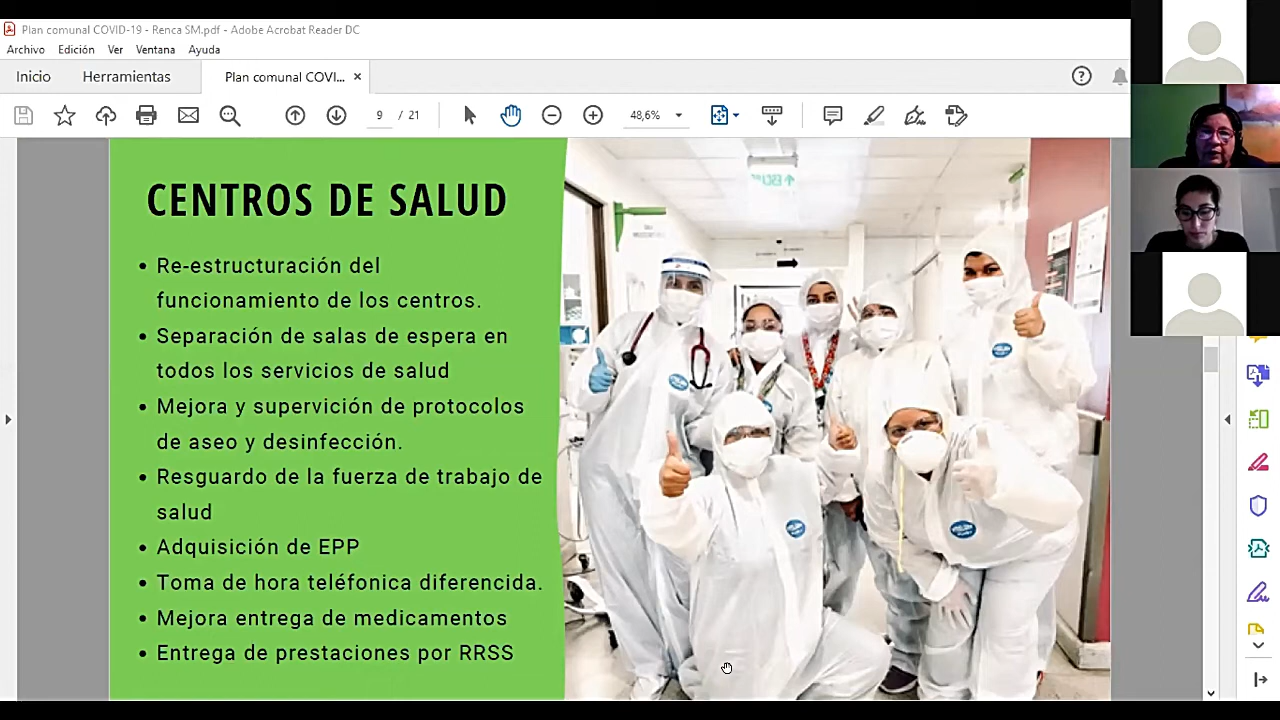 Plan comunal COVID-19 - Renca SM.pdf - Adobe Acrobat Reader DC
Archivo Edición Ver Ventana Ayuda
Inicio Herramientas Plan comunal COVI... ×
9 / 21 48,6%
CENTROS DE SALUD
• Re-estructuración del
funcionamiento de los centros.
• Separación de salas de espera en
todos los servicios de salud
• Mejora y supervición de protocolos
de aseo y desinfección.
• Resguardo de la fuerza de trabajo de
salud
• Adquisición de EPP
• Toma de hora teléfonica diferencida.
• Mejora entrega de medicamentos
• Entrega de prestaciones por RRSS